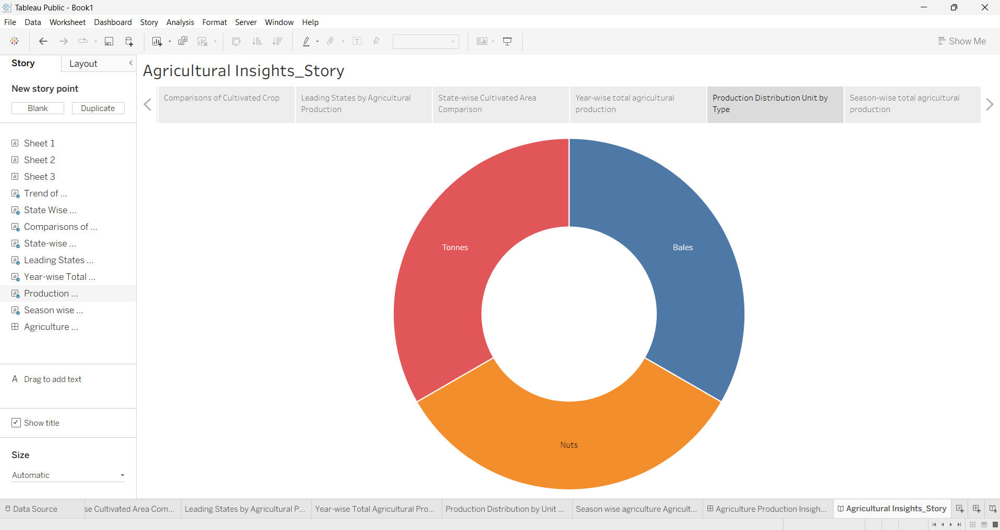 Tableau Public - Book1
File Data Worksheet Dashboard Story Analysis Format Server Window Help
Show Me
Story
Layout
New story point
Blank
Duplicate
Sheet 1
Sheet 2
Sheet 3
Trend of ...
State Wise ...
Comparisons of ...
State-wise ...
Leading States ...
Year-wise Total ...
Production ...
Season wise ...
Agriculture ...
A Drag to add text
Show title
Size
Automatic
Agricultural Insights_Story
Comparisons of Cultivated Crop
Leading States by Agricultural
Production
State-wise Cultivated Area
Comparison
Year-wise total agricultural
production
Production Distribution Unit by
Type
Season-wise total agricultural
production
Tonnes
Bales
Nuts
Data Source
se Cultivated Area Com...
Leading States by Agricultural P...
Year-wise Total Agricultural Pro...
Production Distribution by Unit ...
Season wise agriculture Agricult...
Agriculture Production Insigh...
Agricultural Insights_Story